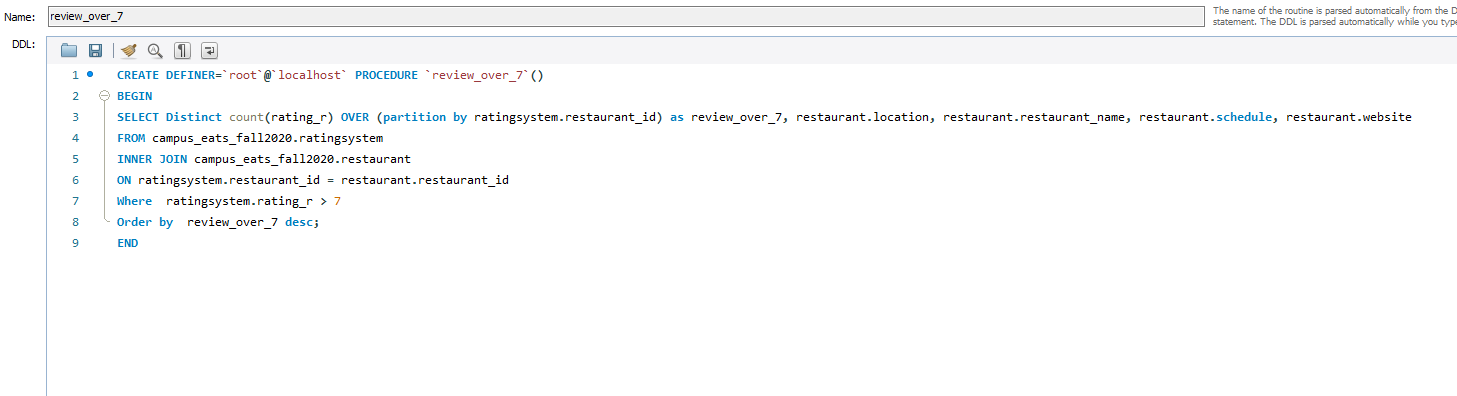 Name: review_over_7
The name of the routine is parsed automatically from the D
statement. The DDL is parsed automatically while you type
DDL:
1 CREATE DEFINER=`root`@`localhost` PROCEDURE `review_over_7`()
2 BEGIN
3 SELECT Distinct count(rating_r) OVER (partition by ratingsystem.restaurant_id) as review_over_7, restaurant.location, restaurant.restaurant_name, restaurant.schedule, restaurant.website
4 FROM campus_eats_fall2020.ratingsystem
5 INNER JOIN campus_eats_fall2020.restaurant
6 ON ratingsystem.restaurant_id = restaurant.restaurant_id
7 Where  ratingsystem.rating_r > 7
8 Order by  review_over_7 desc;
9 END